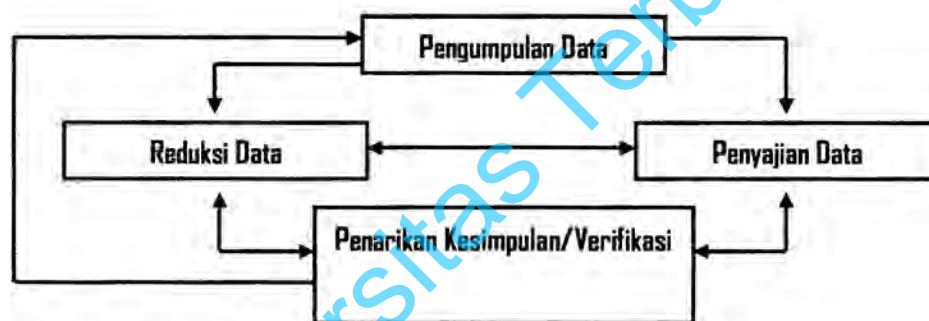 Pengumpulan Data
Reduksi Data
Penyajian Data
Penarikan Kesimpulan/Verifikasi